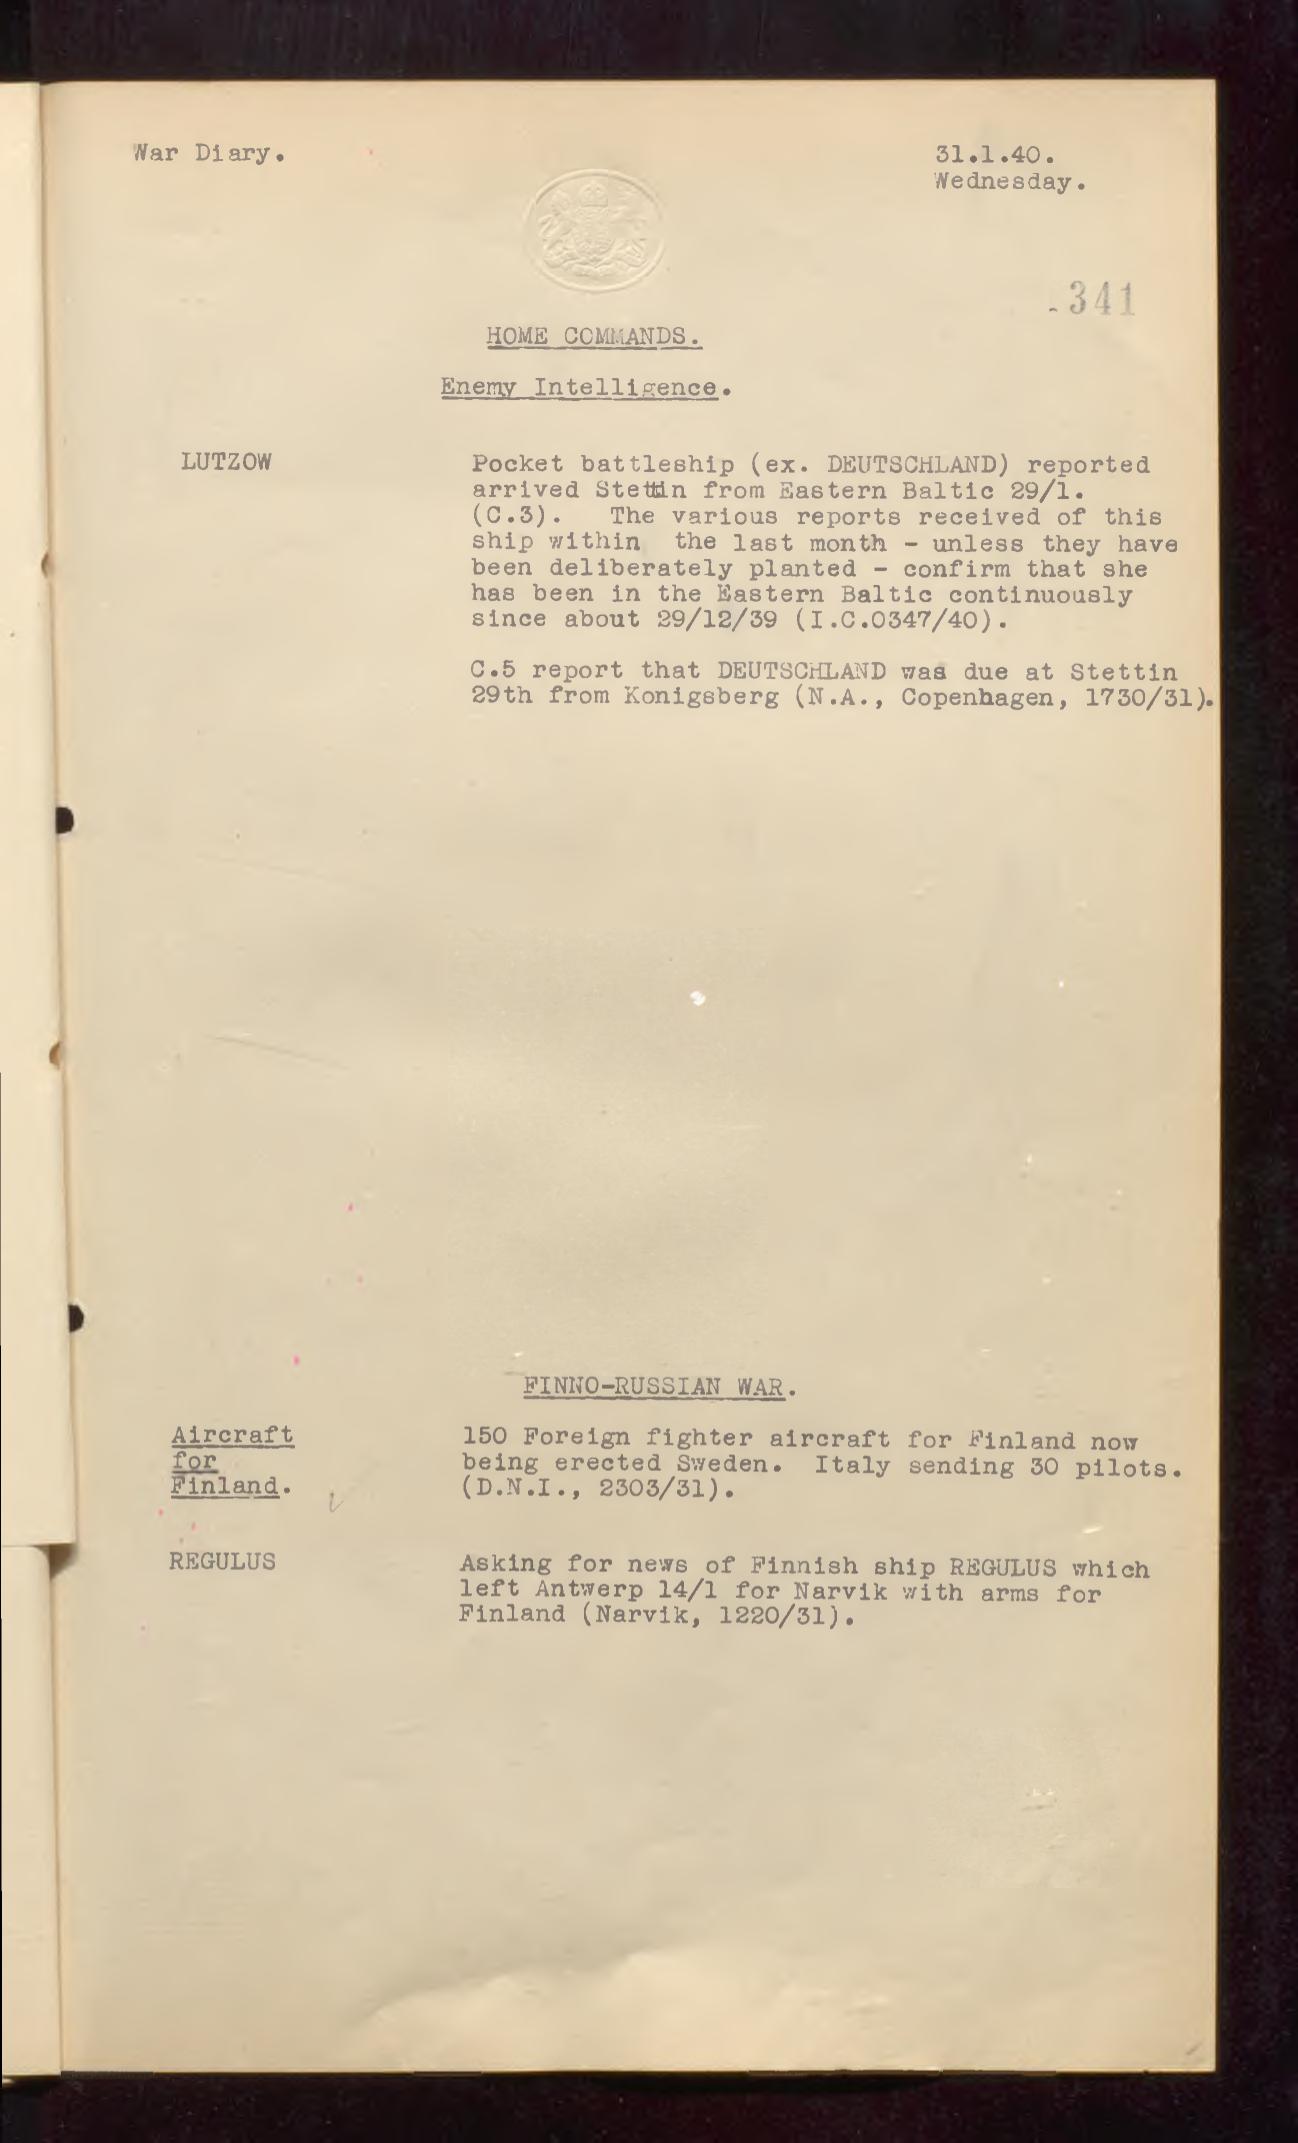 War Diary.
31.1.40.
Wednesday.
341
HOME COMMANDS.
Enemy Intelligence.
LUTZOW
Pocket battleship (ex. DEUTSCHLAND) reported
arrived Stettin from Eastern Baltic 29/1.
(C.3). The various reports received of this
ship within the last month - unless they have
been deliberately planted - confirm that she
has been in the Eastern Baltic continuously
since about 29/12/39 (I.C.0347/40).
C.5 report that DEUTSCHLAND was due at Stettin
29th from Konigsberg (N.A., Copenhagen, 1730/31).
FINNO-RUSSIAN WAR.
Aircraft
for
Finland.
150 Foreign fighter aircraft for Finland now
being erected Sweden. Italy sending 30 pilots.
(D.N.I., 2303/31).
REGULUS
Asking for news of Finnish ship REGULUS which
left Antwerp 14/1 for Narvik with arms for
Finland (Narvik, 1220/31).